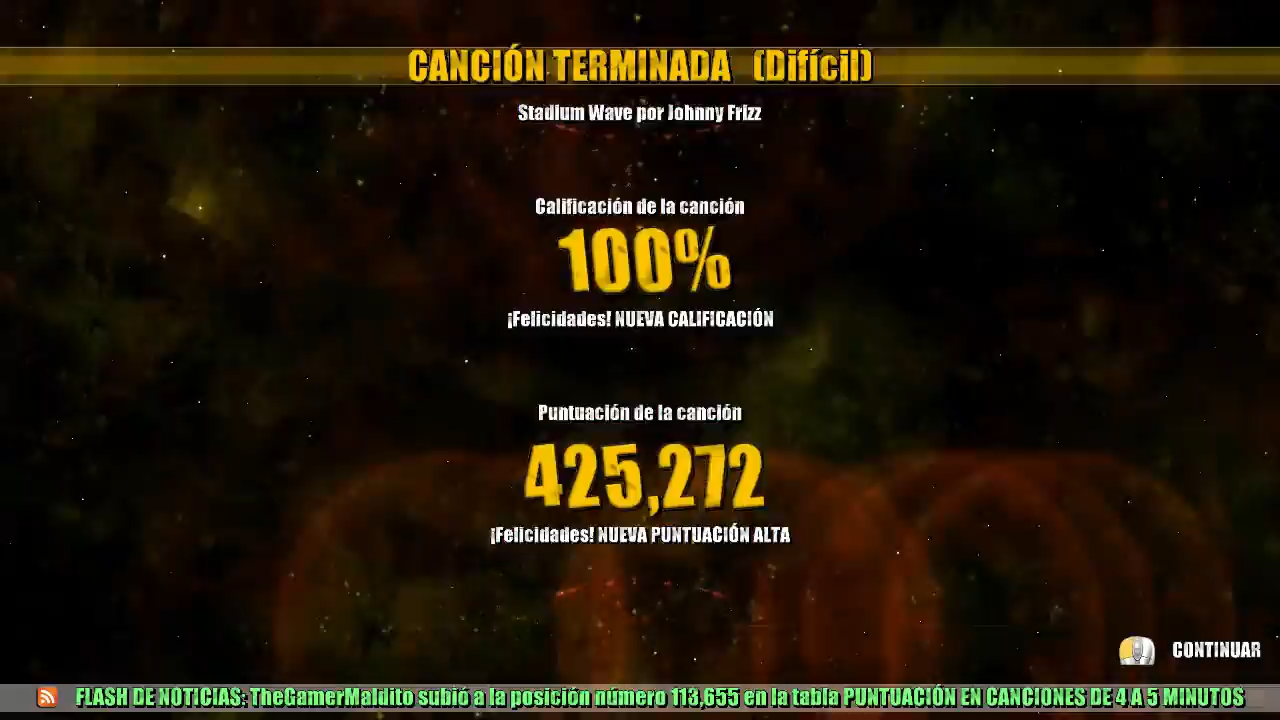 CANCIÓN TERMINADA (Difícil)
Stadium Wave por Johnny Frizz
Calificación de la canción
100%
¡Felicidades! NUEVA CALIFICACIÓN
Puntuación de la canción
425,272
¡Felicidades! NUEVA PUNTUACIÓN ALTA
CONTINUAR
FLASH DE NOTICIAS: TheGamerMaldito subió a la posición número 113,655 en la tabla PUNTUACIÓN EN CANCIONES DE 4 A 5 MINUTOS